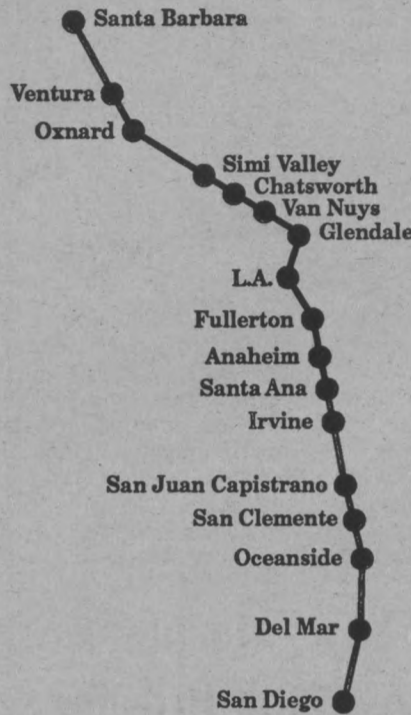 Santa Barbara
Ventura
Oxnard
Simi Valley
Chatsworth
Van Nuys
Glendale
L.A.
Fullerton
Anaheim
Santa Ana
Irvine
San Juan Capistrano
San Clemente
Oceanside
Del Mar
San Diego